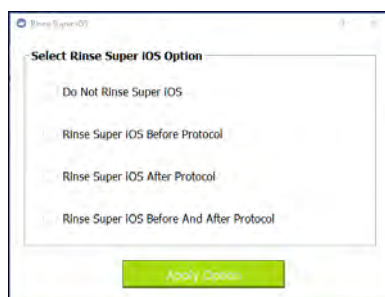 Rinse Super iOS
Select Rinse Super iOS Option
Do Not Rinse Super iOS
Rinse Super iOS Before Protocol
Rinse Super iOS After Protocol
Rinse Super iOS Before And After Protocol
Apply Option